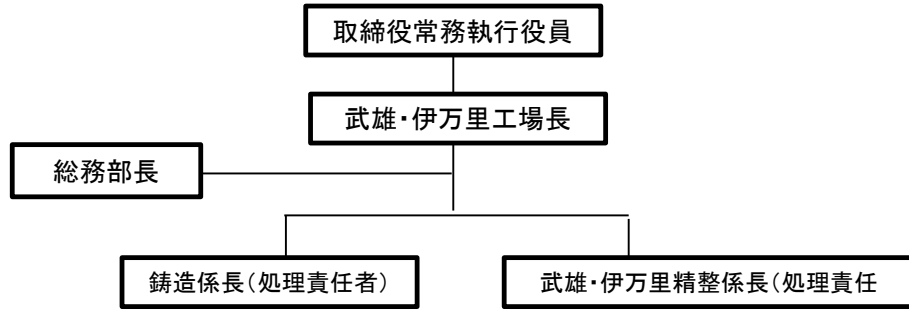 取締役常務執行役員
武雄・伊万里工場長
総務部長
鋳造係長(処理責任者)
武雄・伊万里精整係長(処理責任